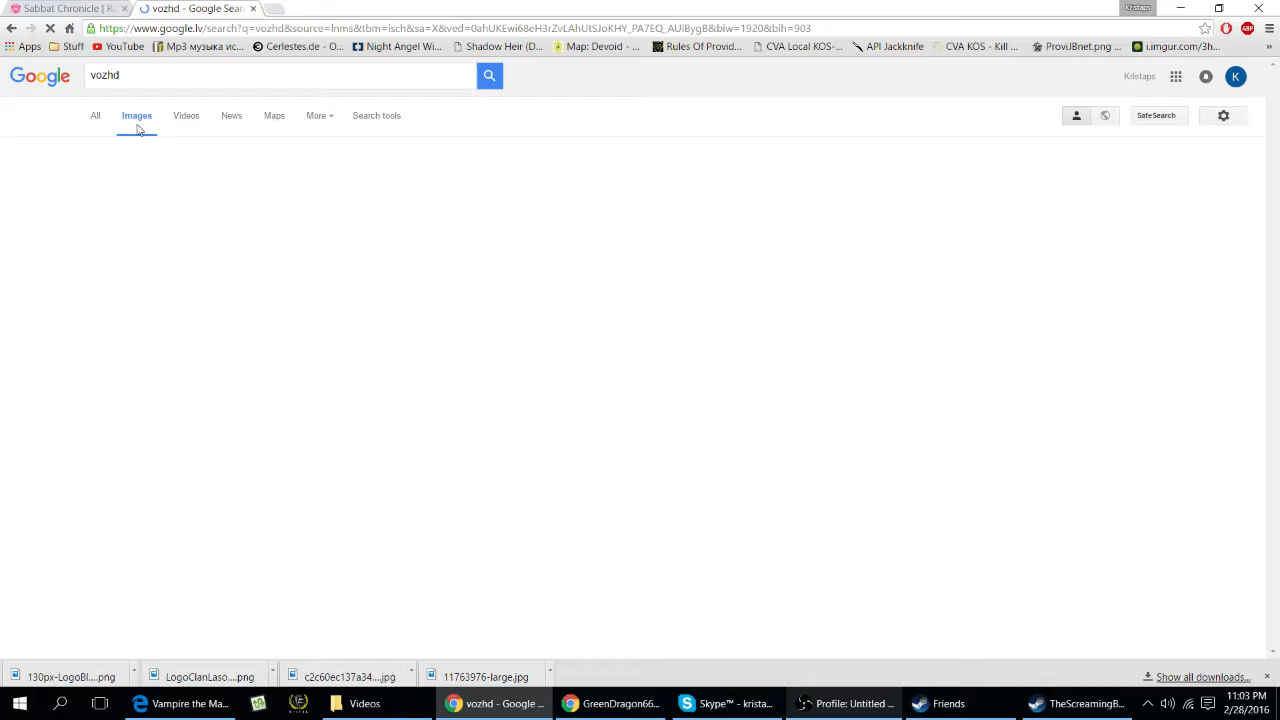 Sabbat Chronicle | Ro
vozhd - Google Sear
Kristaps
https://www.google.lv/search?q=vozhd&source=lnms&tbm=isch&sa=X&ved=0ahUKEwi68eH3rZvLAhUtSJoKHY_PA7EQ_AUIBygB&biw=1920&bih=903
ABP
Apps
Stuff
YouTube
Mp3 музыка ис...
Cerlestes.de: O...
Night Angel Wi...
Shadow Heir (D...
Map: Devoid - ...
Rules Of Provid...
CVA Local KOS-...
API Jackknife
CVA KOS - Kill ...
ProviJBnet.png ...
i.imgur.com/3h...
»
Google
vozhd
Kristaps
K
All
Images
Videos
News
Maps
More
Search tools
SafeSearch
130px-LogoBl....png
LogoClanLaso....png
c2c60ec137a34....jpg
11763976-large.jpg
Show all downloads...
Vampire the Ma...
Videos
vozhd - Google ...
GreenDragon66...
Skype™ - krista...
Profile: Untitled ...
Friends
TheScreamingB...
11:03 PM
2/28/2016